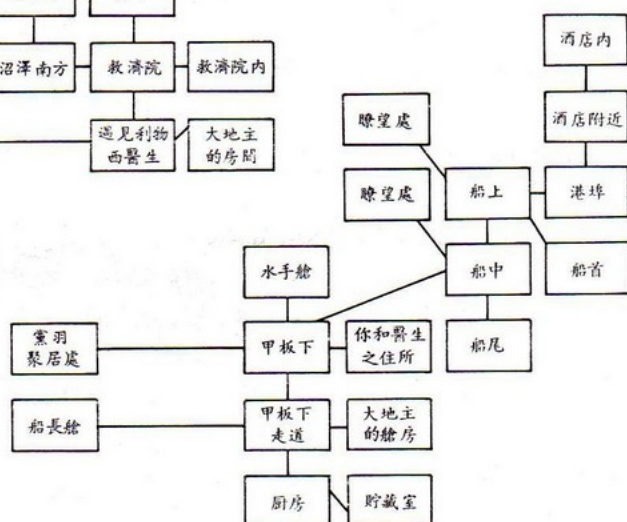 酒店内
沼澤南方
救濟院
救濟院内
瞭望處
酒店附近
遇見利物
西醫生
大地主
的房間
瞭望處
船上
港埠
水手艙
船中
船首
黨羽
聚居處
甲板下
你和醫生
之住所
船尾
船長艙
甲板下
走道
大地主
的艙房
厨房
貯藏室